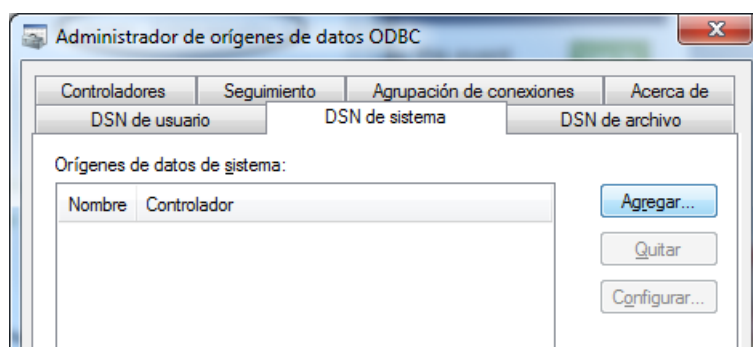 Administrador de orígenes de datos ODBC
Controladores Seguimiento Agrupación de conexiones Acerca de
DSN de usuario DSN de sistema DSN de archivo
Orígenes de datos de sistema:
Nombre Controlador Agregar...
Quitar
Configurar...